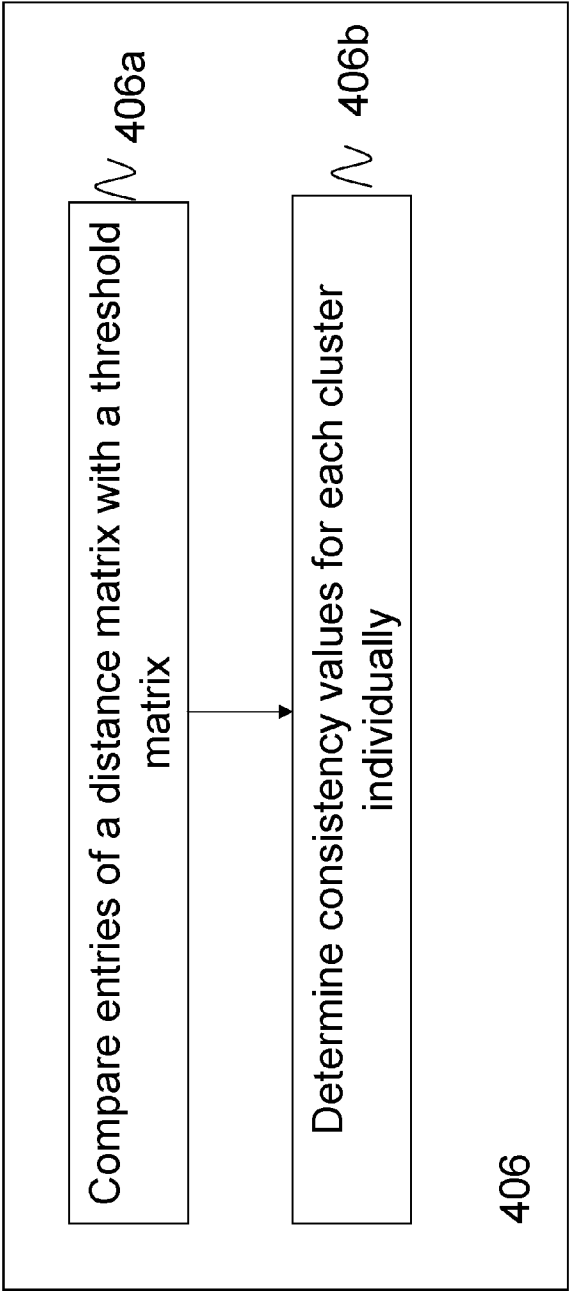 Compare entries of a distance matrix with a threshold
matrix
406a
Determine consistency values for each cluster
individually
406b
406